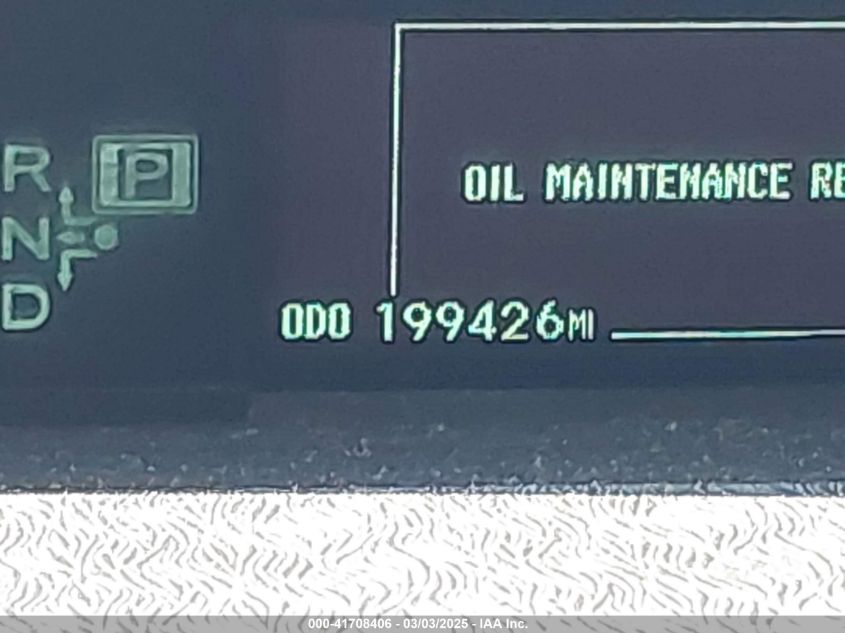 R P
OIL MAINTENANCE RE
N
D
ODO 199426MI
000-41708406 - 03/03/2025 - IAA Inc.